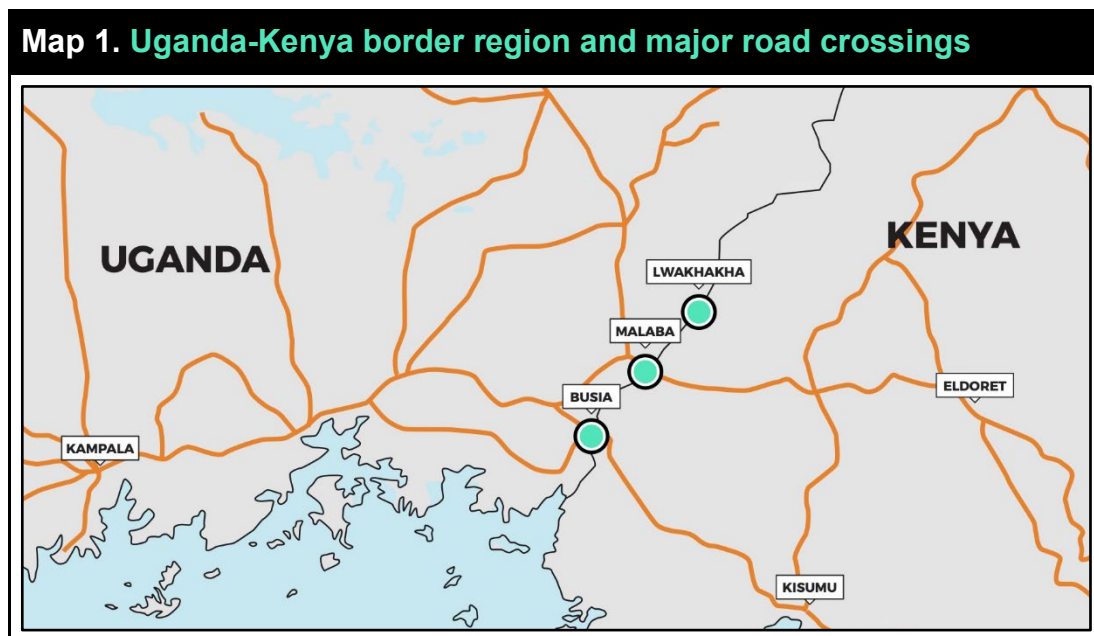 Map 1. Uganda-Kenya border region and major road crossings
UGANDA
KENYA
LWAKHAKHA
MALABA
BUSIA
ELDORET
KAMPALA
KISUMU